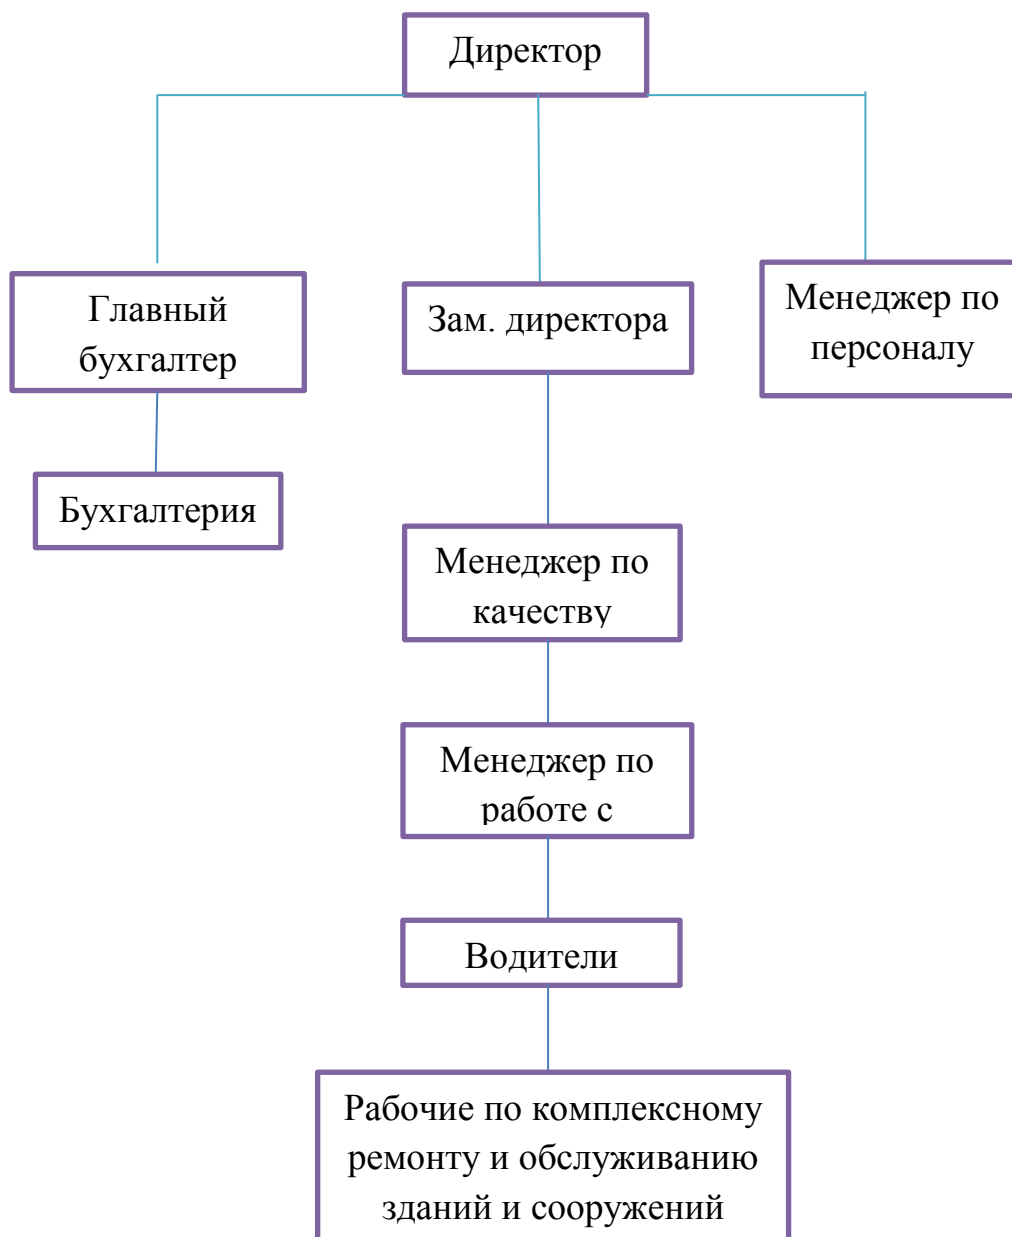 Директор
Главный
бухгалтер
Зам. директора
Менеджер по
персоналу
Бухгалтерия
Менеджер по
качеству
Менеджер по
работе с
Водители
Рабочие по комплексному
ремонту и обслуживанию
зданий и сооружений